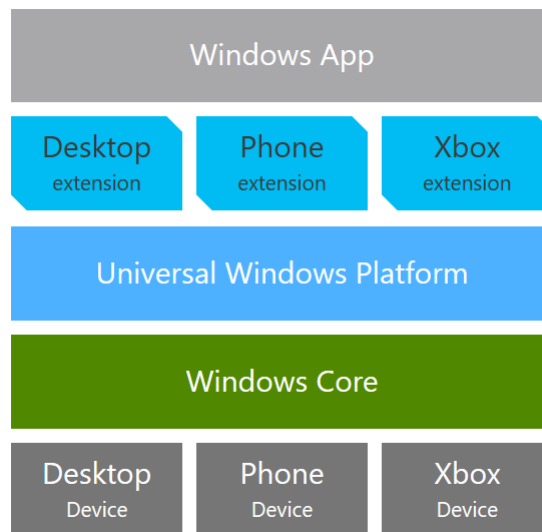 Windows App
Desktop
extension
Phone
extension
Xbox
extension
Universal Windows Platform
Windows Core
Desktop
Device
Phone
Device
Xbox
Device